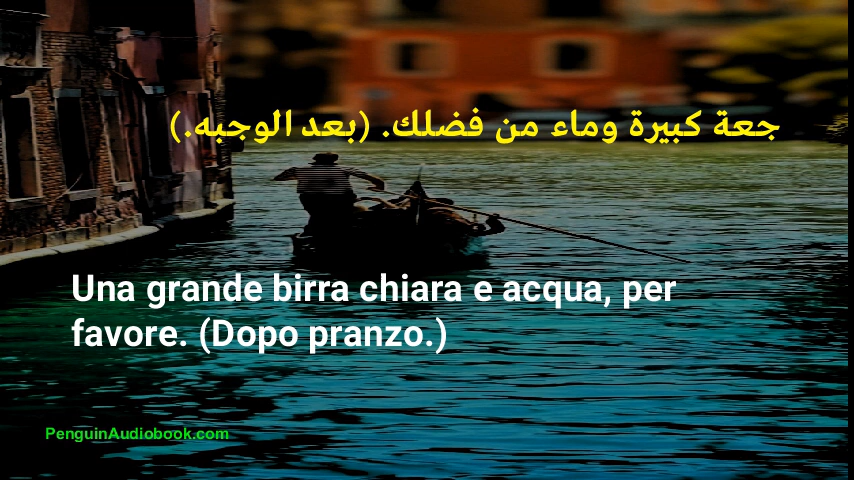 جعة كبيرة وماء من فضلك. (بعد الوجبه.)
Una grande birra chiara e acqua, per
favore. (Dopo pranzo.)
PenguinAudiobook.com